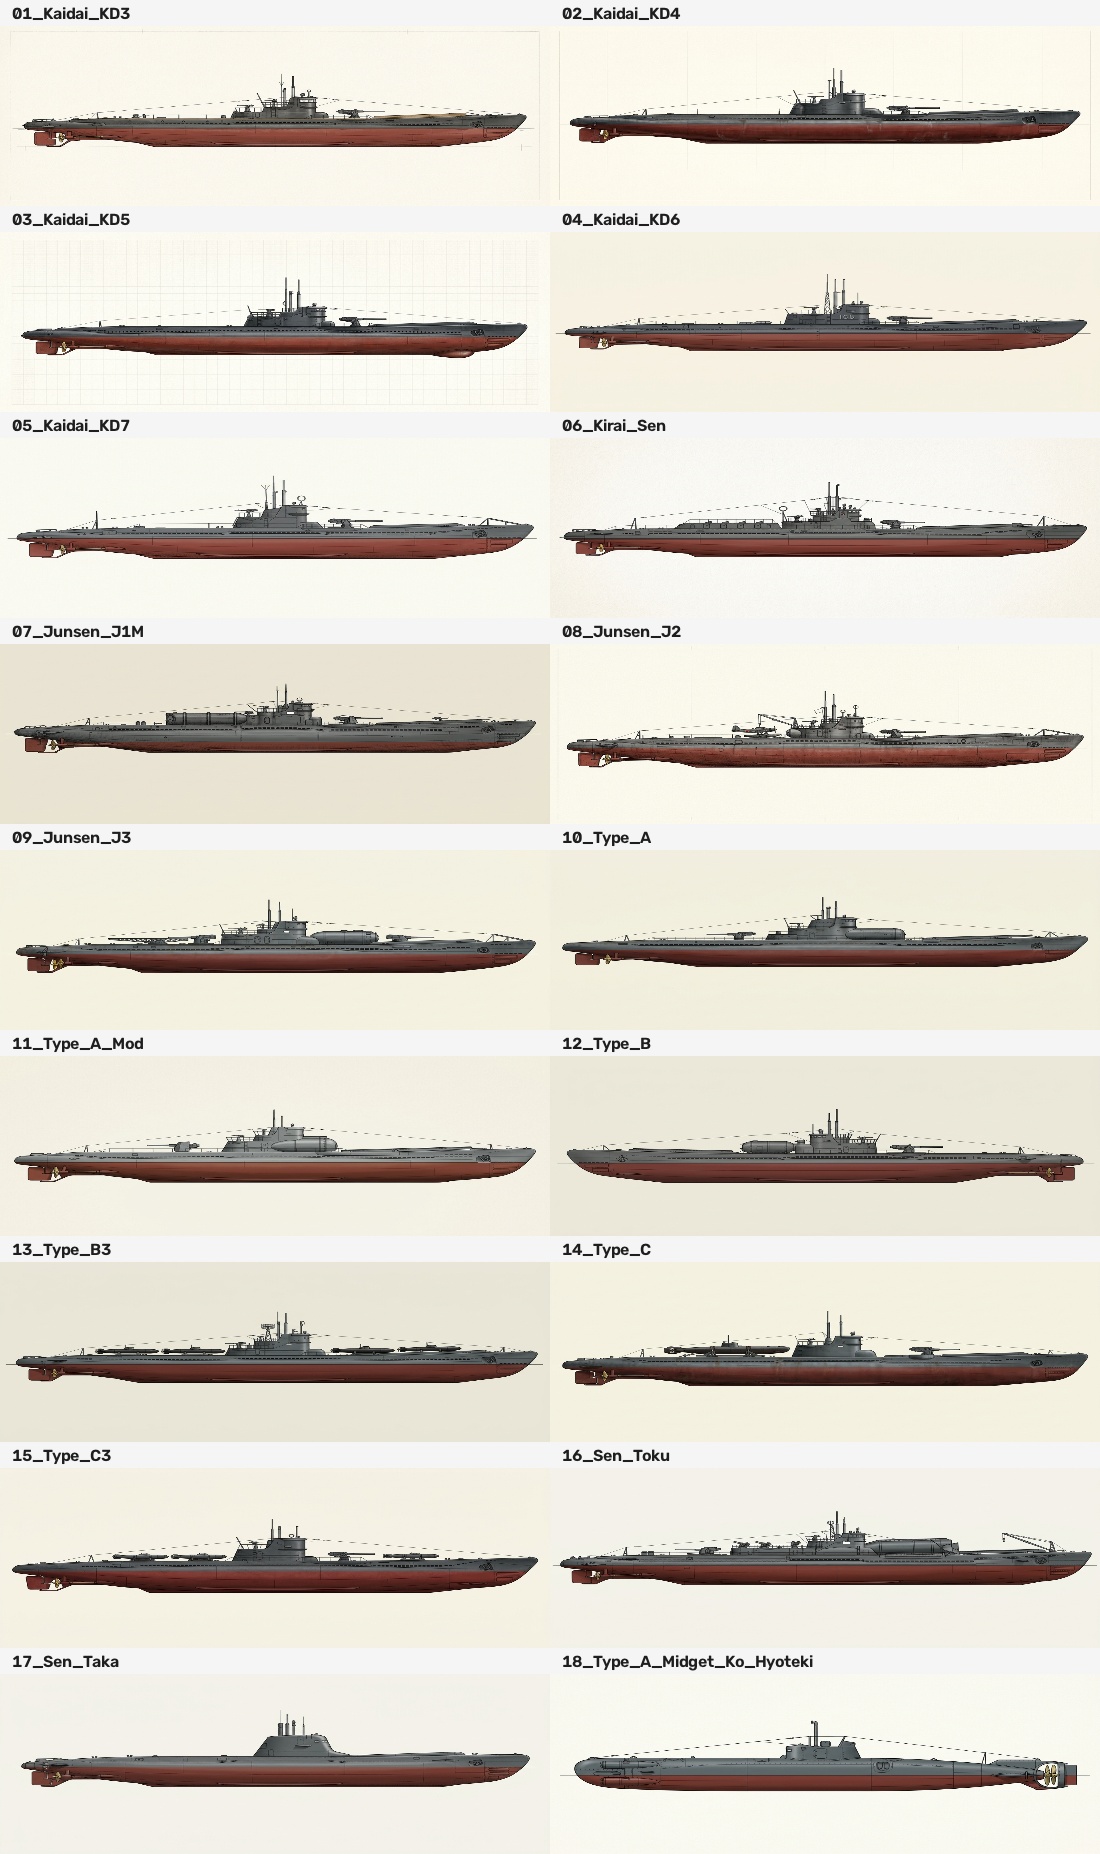 01_Kaidai_KD3
02_Kaidai_KD4
03_Kaidai_KD5
04_Kaidai_KD6
05_Kaidai_KD7
06_Kirai_Sen
07_Junsen_J1M
08_Junsen_J2
09_Junsen_J3
10_Type_A
11_Type_A_Mod
12_Type_B
13_Type_B3
14_Type_C
15_Type_C3
16_Sen_Toku
17_Sen_Taka
18_Type_A_Midget_Ko_Hyoteki